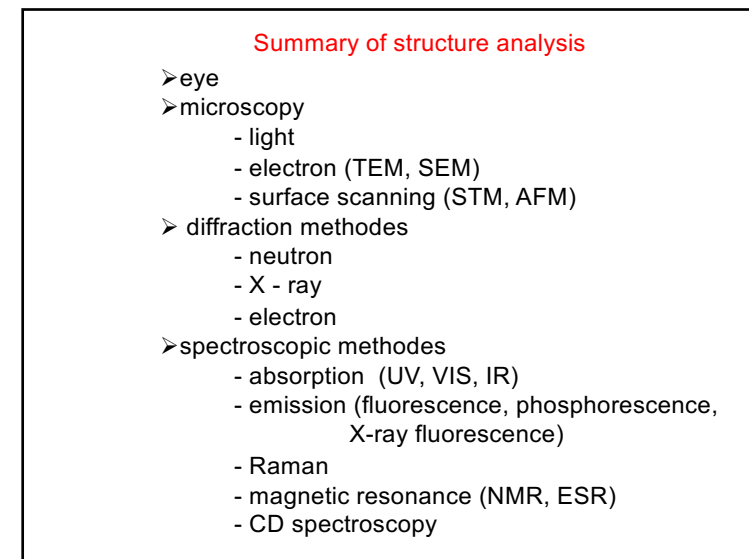 Summary of structure analysis
➢eye
➢microscopy
- light
- electron (TEM, SEM)
- surface scanning (STM, AFM)
➢ diffraction methodes
- neutron
- X - ray
- electron
➢spectroscopic methodes
- absorption  (UV, VIS, IR)
- emission (fluorescence, phosphorescence,
X-ray fluorescence)
- Raman
- magnetic resonance (NMR, ESR)
- CD spectroscopy